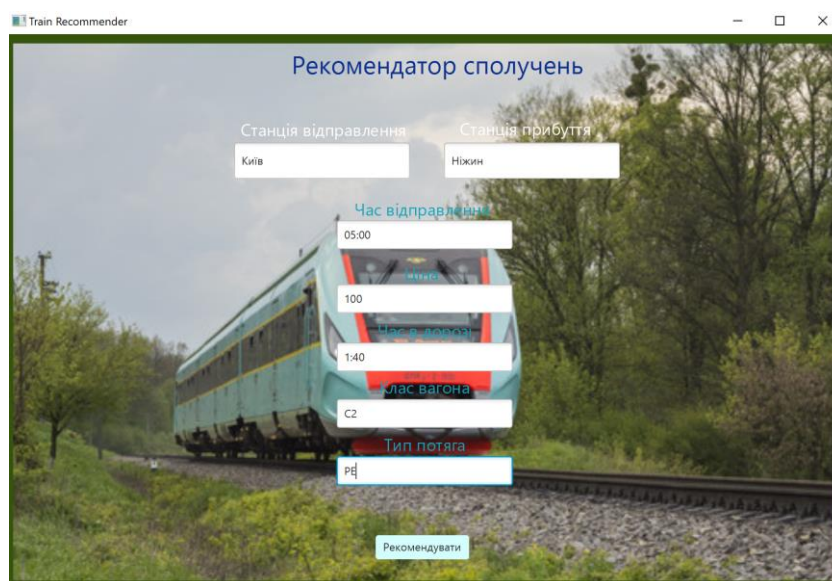 Train Recommender
Рекомендатор сполучень
Станція відправлення Станція прибуття
Київ Ніжин
Час відправлення
05:00
Ціна
100
Час в дорозі
1:40
Клас вагона
С2
Тип потяга
РЕ
Рекомендувати